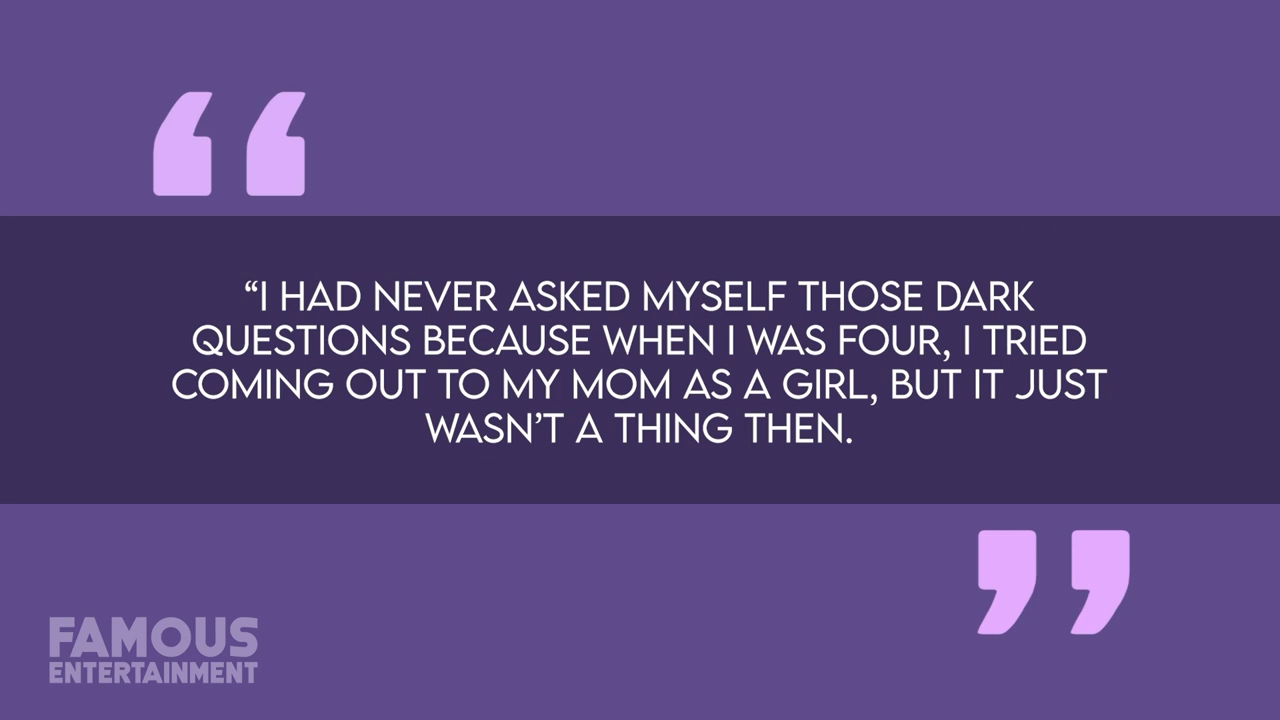 “I HAD NEVER ASKED MYSELF THOSE DARK
QUESTIONS BECAUSE WHEN I WAS FOUR, I TRIED
COMING OUT TO MY MOM AS A GIRL, BUT IT JUST
WASN’T A THING THEN.
FAMOUS
ENTERTAINMENT